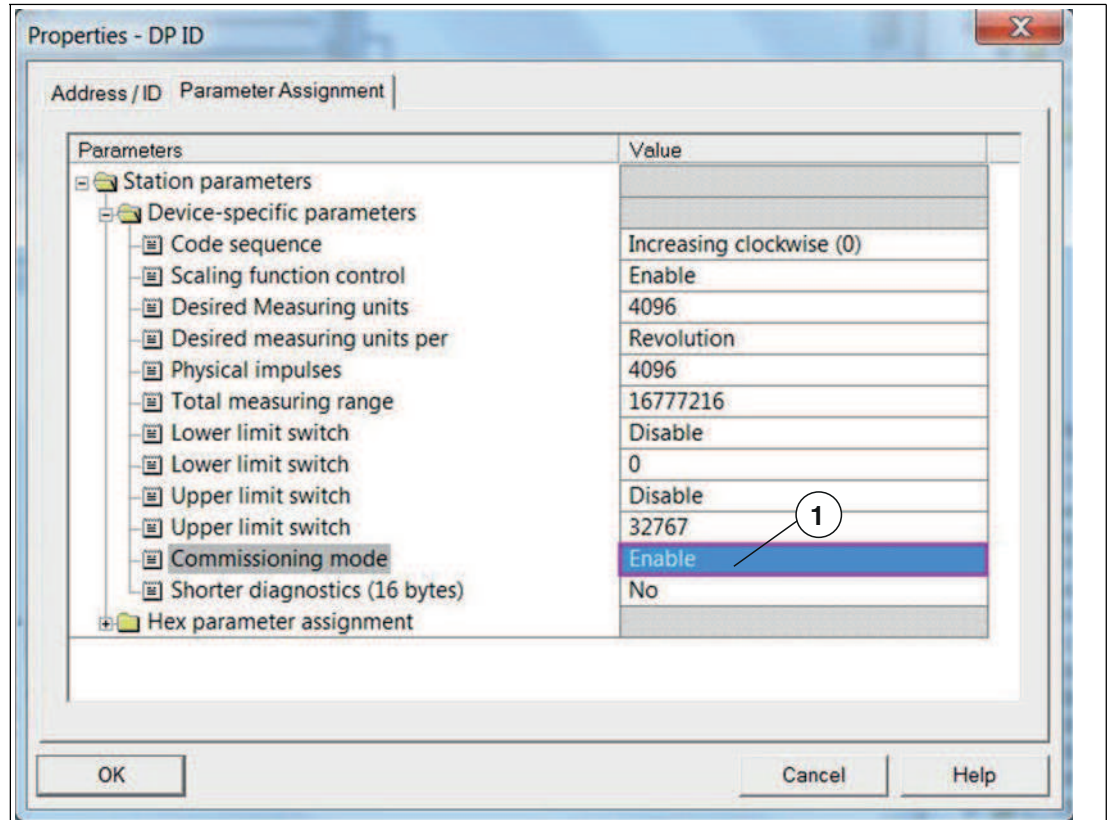 Properties - DP ID
X
Address / ID Parameter Assignment
Parameters Value
Station parameters
Device-specific parameters
Code sequence Increasing clockwise (0)
Scaling function control Enable
Desired Measuring units 4096
Desired measuring units per Revolution
Physical impulses 4096
Total measuring range 16777216
Lower limit switch Disable
Lower limit switch 0
Upper limit switch Disable
Upper limit switch 32767
1
Commissioning mode Enable
Shorter diagnostics (16 bytes) No
Hex parameter assignment
OK Cancel Help